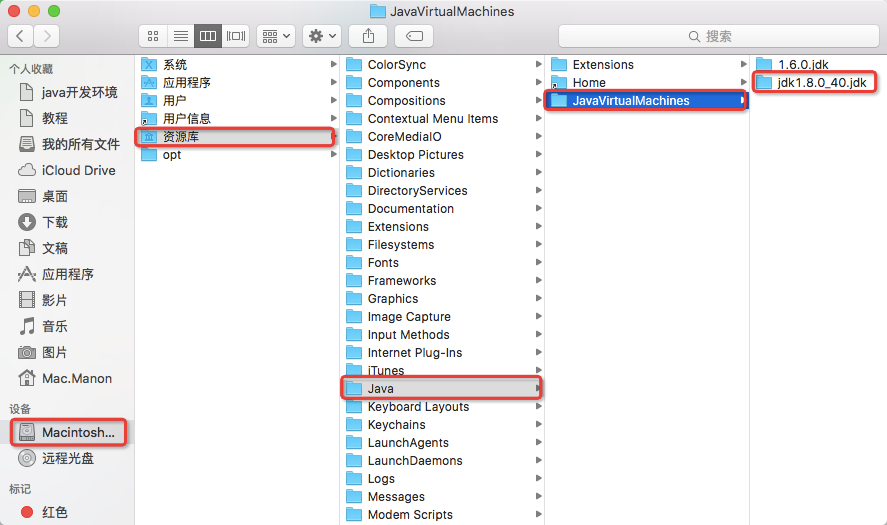 JavaVirtualMachines
搜索
个人收藏
java开发环境
教程
我的所有文件
iCloud Drive
桌面
下载
文稿
应用程序
影片
音乐
图片
Mac.Manon
设备
Macintosh...
远程光盘
标记
红色
系统
应用程序
用户
用户信息
资源库
opt
ColorSync
Components
Compositions
Contextual Menu Items
CoreMediaIO
Desktop Pictures
Dictionaries
DirectoryServices
Documentation
Extensions
Filesystems
Fonts
Frameworks
Graphics
Image Capture
Input Methods
Internet Plug-Ins
iTunes
Java
Keyboard Layouts
Keychains
LaunchAgents
LaunchDaemons
Logs
Messages
Modem Scripts
Extensions
Home
JavaVirtualMachines
1.6.0.jdk
jdk1.8.0_40.jdk